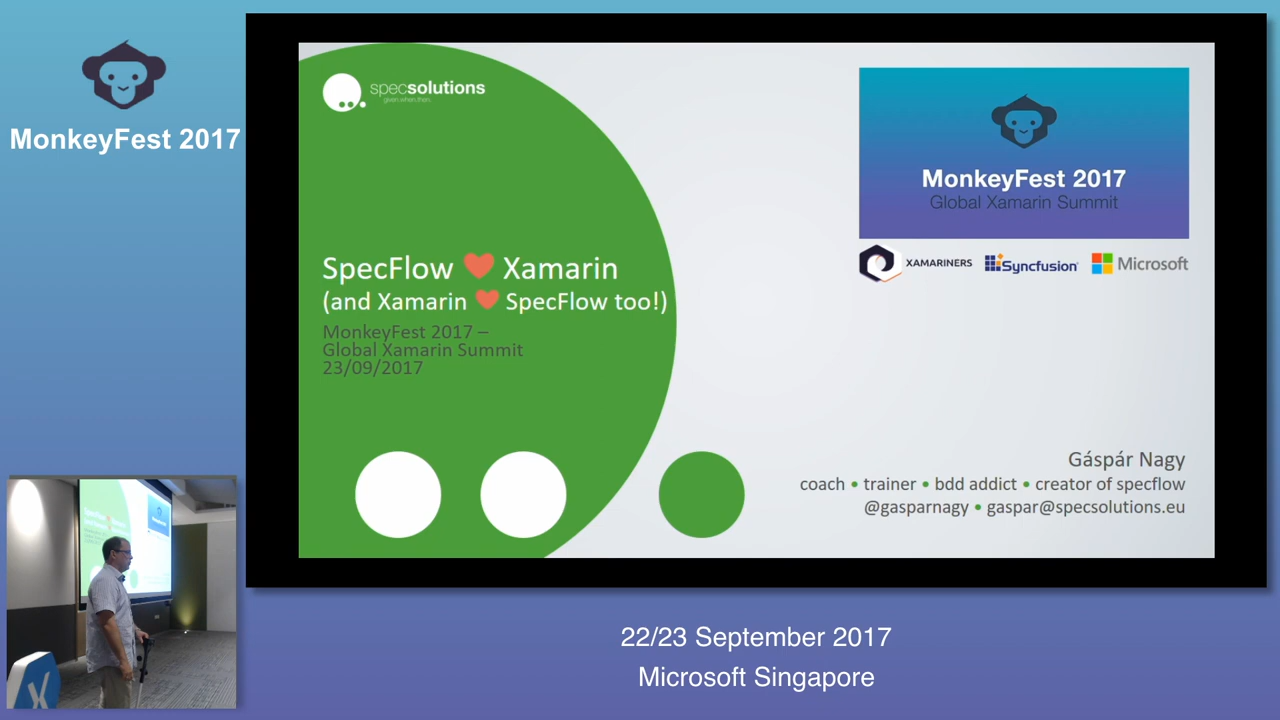 MonkeyFest 2017
specsolutions
given.when.then.
SpecFlow ❤ Xamarin
(and Xamarin ❤ SpecFlow too!)
MonkeyFest 2017 –
Global Xamarin Summit
23/09/2017
MonkeyFest 2017
Global Xamarin Summit
XAMARINERS
Syncfusion
Microsoft
Gáspár Nagy
coach • trainer • bdd addict • creator of specflow
@gasparnagy • gaspar@specsolutions.eu
22/23 September 2017
Microsoft Singapore